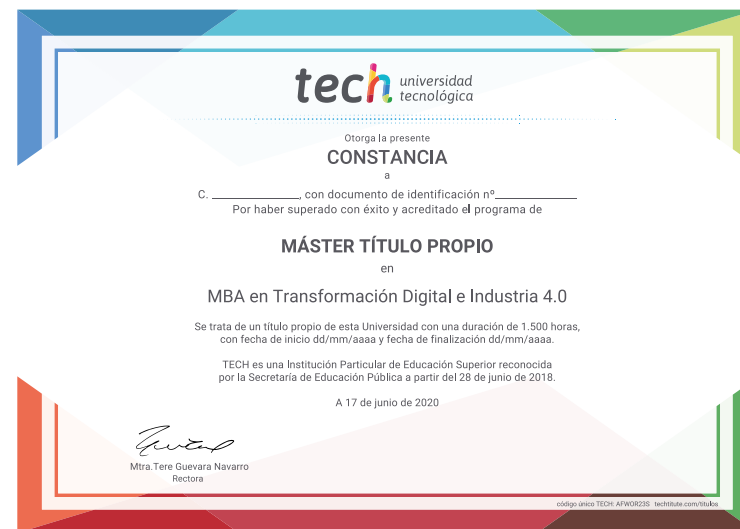 tech universidad
tecnológica
Otorga la presente
CONSTANCIA
a
C. ____________, con documento de identificación nº____________
Por haber superado con éxito y acreditado el programa de
MÁSTER TÍTULO PROPIO
en
MBA en Transformación Digital e Industria 4.0
Se trata de un título propio de esta Universidad con una duración de 1.500 horas,
con fecha de inicio dd/mm/aaaa y fecha de finalización dd/mm/aaaa.
TECH es una Institución Particular de Educación Superior reconocida
por la Secretaría de Educación Pública a partir del 28 de junio de 2018.
A 17 de junio de 2020
Mtra.Tere Guevara Navarro
Rectora
código único TECH: AFWOR23S techtitute.com/titulos